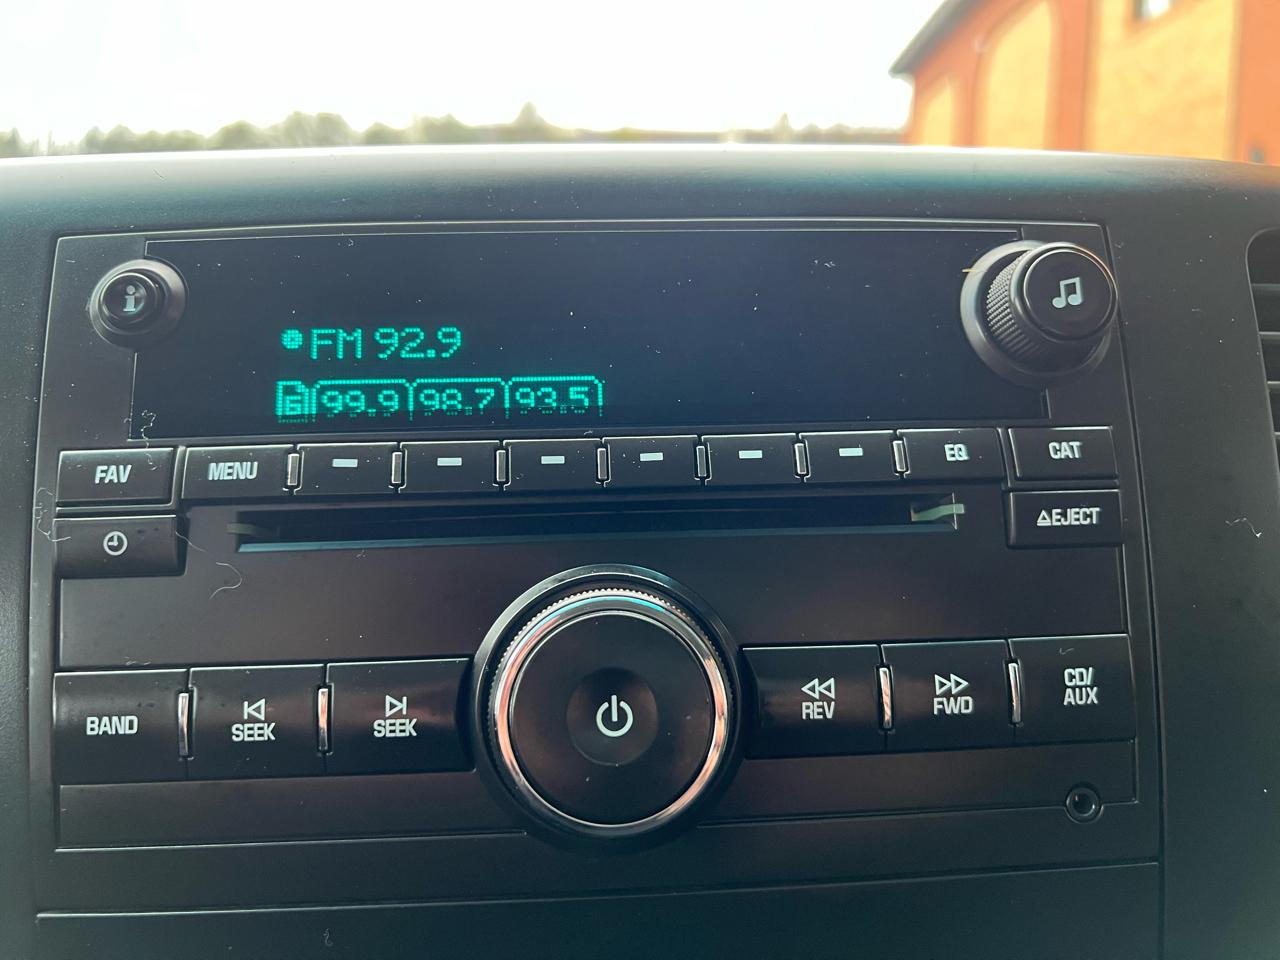 i
FM 92.9
6 99.9 98.7 93.5
FAV MENU EQ CAT
EJECT
BAND SEEK SEEK REV FWD CD/
AUX